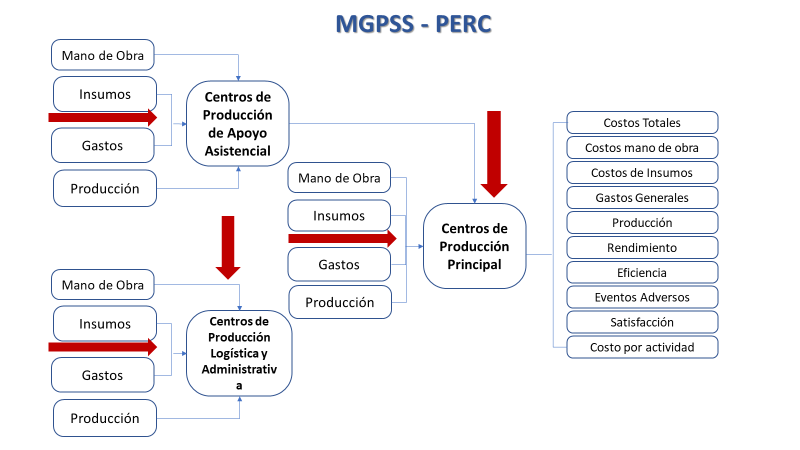 MGPSS - PERC
Mano de Obra
Insumos
Gastos
Producción
Centros de
Producción
de Apoyo
Asistencial
Mano de Obra
Insumos
Gastos
Producción
Centros de
Producción
Logística y
Administrativ
a
Mano de Obra
Insumos
Gastos
Producción
Centros de
Producción
Principal
Costos Totales
Costos mano de obra
Costos de Insumos
Gastos Generales
Producción
Rendimiento
Eficiencia
Eventos Adversos
Satisfacción
Costo por actividad